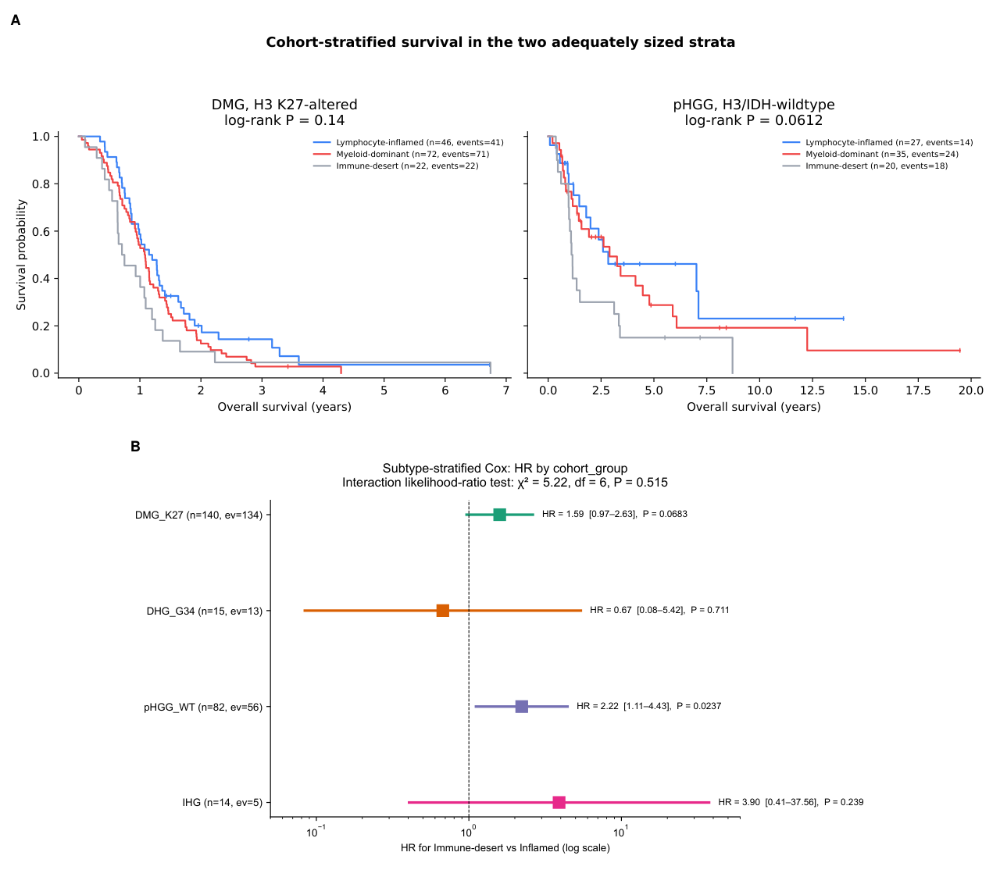 A
Cohort-stratified survival in the two adequately sized strata
DMG, H3 K27-altered
log-rank P = 0.14
Lymphocyte-inflamed (n=46, events=41)
Myeloid-dominant (n=72, events=71)
Immune-desert (n=22, events=22)
1.0
0.8
0.6
0.4
0.2
0.0
Survival probability
0 1 2 3 4 5 6 7
Overall survival (years)
pHGG, H3/IDH-wildtype
log-rank P = 0.0612
Lymphocyte-inflamed (n=27, events=14)
Myeloid-dominant (n=35, events=24)
Immune-desert (n=20, events=18)
0.0 2.5 5.0 7.5 10.0 12.5 15.0 17.5 20.0
Overall survival (years)
B
Subtype-stratified Cox: HR by cohort_group
Interaction likelihood-ratio test: χ² = 5.22, df = 6, P = 0.515
DMG_K27 (n=140, ev=134)
HR = 1.59 [0.97–2.63], P = 0.0683
DHG_G34 (n=15, ev=13)
HR = 0.67 [0.08–5.42], P = 0.711
pHGG_WT (n=82, ev=56)
HR = 2.22 [1.11–4.43], P = 0.0237
IHG (n=14, ev=5)
HR = 3.90 [0.41–37.56], P = 0.239
10⁻¹ 10⁰ 10¹
HR for Immune-desert vs Inflamed (log scale)